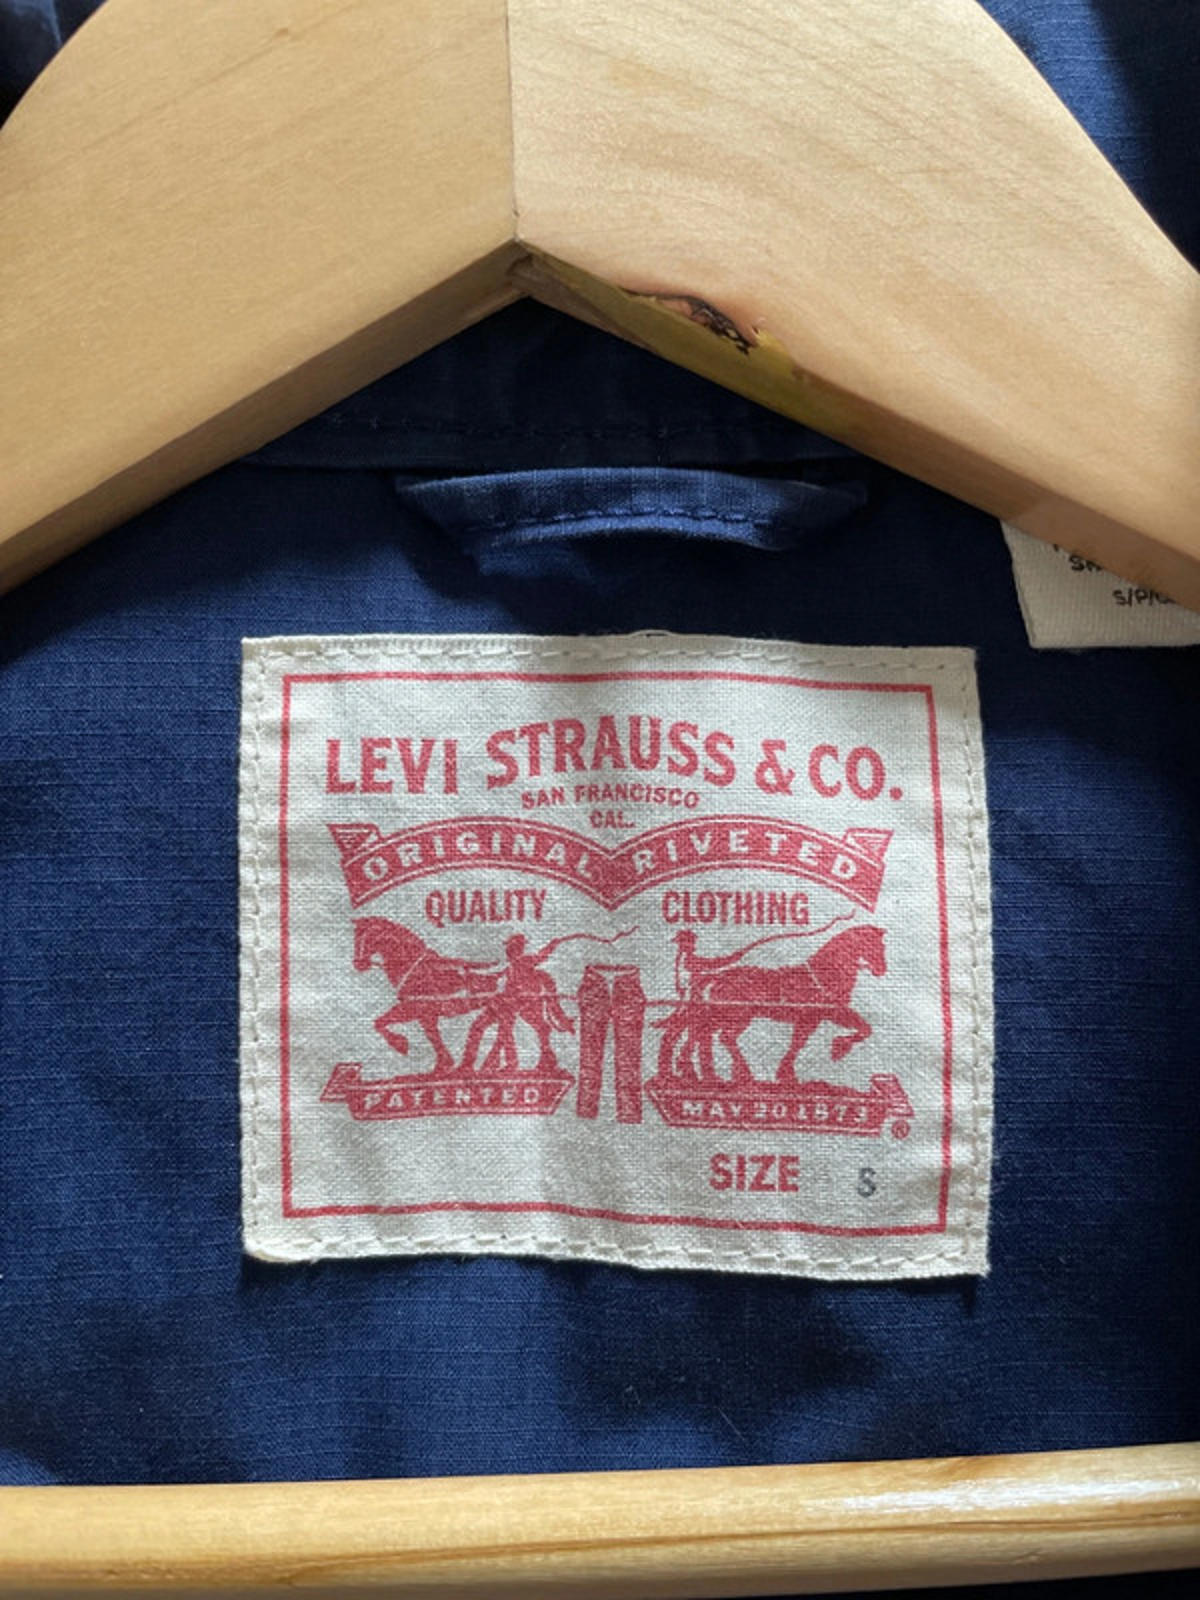 LEVI STRAUSS & CO.
SAN FRANCISCO
CAL.
ORIGINAL RIVETED
QUALITY CLOTHING
PATENTED MAY 20 1873
®
SIZE S
S/P/